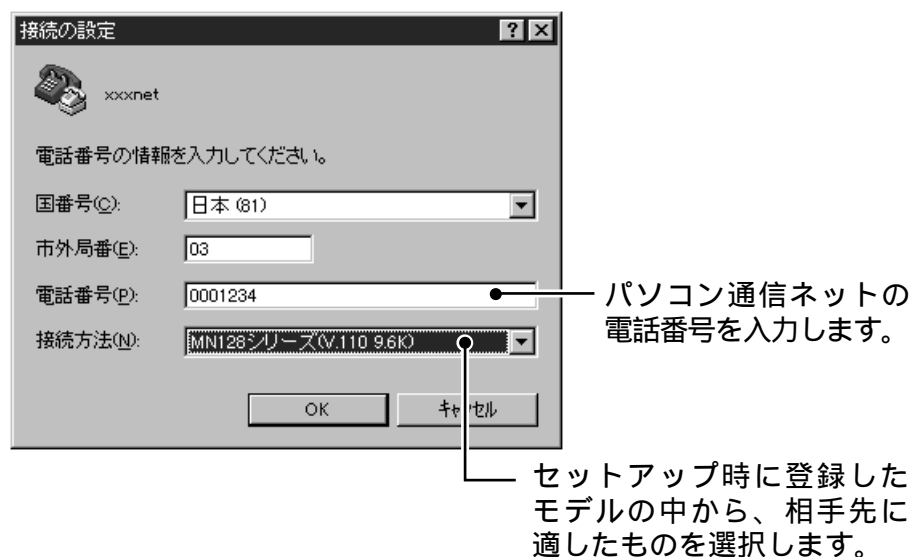 接続の設定
xxxnet
電話番号の情報を入力してください。
国番号(C): 日本 (81)
市外局番(E): 03
電話番号(P): 0001234
接続方法(N): MN128シリーズ(V.110 9.6K)
OK キャンセル
パソコン通信ネットの
電話番号を入力します。
セットアップ時に登録した
モデルの中から、相手先に
適したものを選択します。